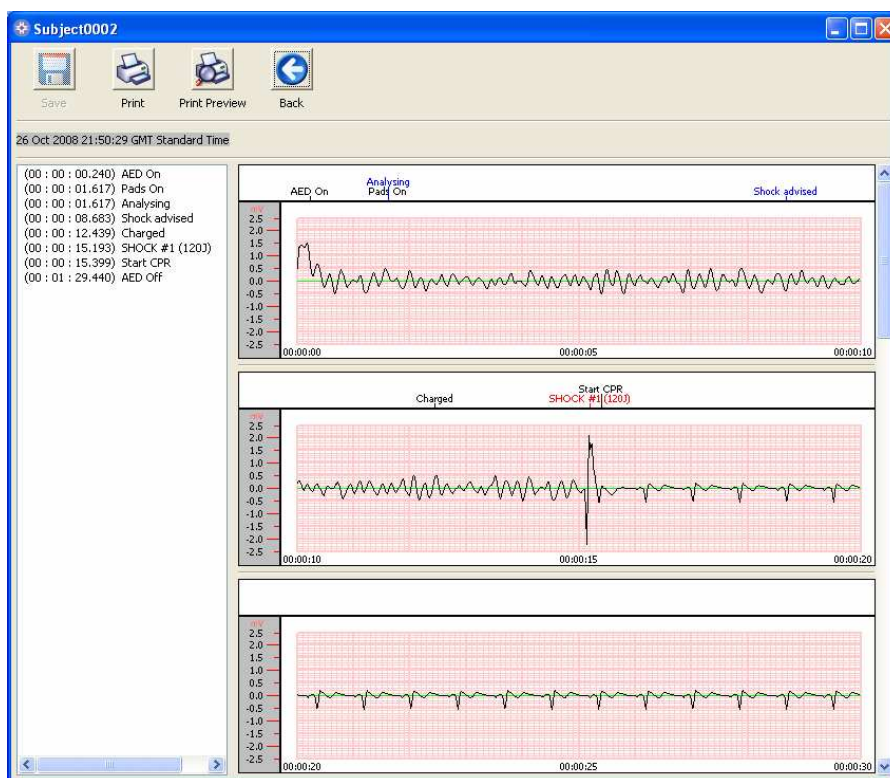 Subject0002
Save Print Print Preview Back
26 Oct 2008 21:50:29 GMT Standard Time
(00 : 00 : 00.240) AED On
(00 : 00 : 01.617) Pads On
(00 : 00 : 01.617) Analysing
(00 : 00 : 08.683) Shock advised
(00 : 00 : 12.439) Charged
(00 : 00 : 15.193) SHOCK #1 (120J)
(00 : 00 : 15.399) Start CPR
(00 : 01 : 29.440) AED Off
Analysing
AED On Pads On Shock advised
mV
2.5
2.0
1.5
1.0
0.5
0.0
-0.5
-1.0
-1.5
-2.0
-2.5
00:00:00 00:00:05 00:00:10
Start CPR
Charged SHOCK #1 (120J)
mV
2.5
2.0
1.5
1.0
0.5
0.0
-0.5
-1.0
-1.5
-2.0
-2.5
00:00:10 00:00:15 00:00:20
mV
2.5
2.0
1.5
1.0
0.5
0.0
-0.5
-1.0
-1.5
-2.0
-2.5
00:00:20 00:00:25 00:00:30